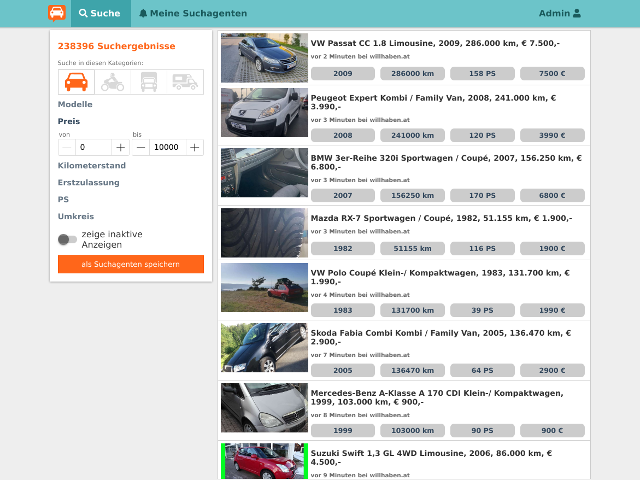 Suche
Meine Suchagenten
Admin
238396 Suchergebnisse
Suche in diesen Kategorien:
Modelle
Preis
von
bis
0
10000
Kilometerstand
Erstzulassung
PS
Umkreis
zeige inaktive
Anzeigen
als Suchagenten speichern
VW Passat CC 1.8 Limousine, 2009, 286.000 km, € 7.500,-
vor 2 Minuten bei willhaben.at
2009 286000 km 158 PS 7500 €
Peugeot Expert Kombi / Family Van, 2008, 241.000 km, €
3.990,-
vor 3 Minuten bei willhaben.at
2008 241000 km 120 PS 3990 €
BMW 3er-Reihe 320i Sportwagen / Coupé, 2007, 156.250 km, €
6.800,-
vor 3 Minuten bei willhaben.at
2007 156250 km 170 PS 6800 €
Mazda RX-7 Sportwagen / Coupé, 1982, 51.155 km, € 1.900,-
vor 3 Minuten bei willhaben.at
1982 51155 km 116 PS 1900 €
VW Polo Coupé Klein-/ Kompaktwagen, 1983, 131.700 km, €
1.990,-
vor 4 Minuten bei willhaben.at
1983 131700 km 39 PS 1990 €
Skoda Fabia Combi Kombi / Family Van, 2005, 136.470 km, €
2.900,-
vor 7 Minuten bei willhaben.at
2005 136470 km 64 PS 2900 €
Mercedes-Benz A-Klasse A 170 CDI Klein-/ Kompaktwagen,
1999, 103.000 km, € 900,-
vor 8 Minuten bei willhaben.at
1999 103000 km 90 PS 900 €
Suzuki Swift 1,3 GL 4WD Limousine, 2006, 86.000 km, €
4.500,-
vor 9 Minuten bei willhaben.at